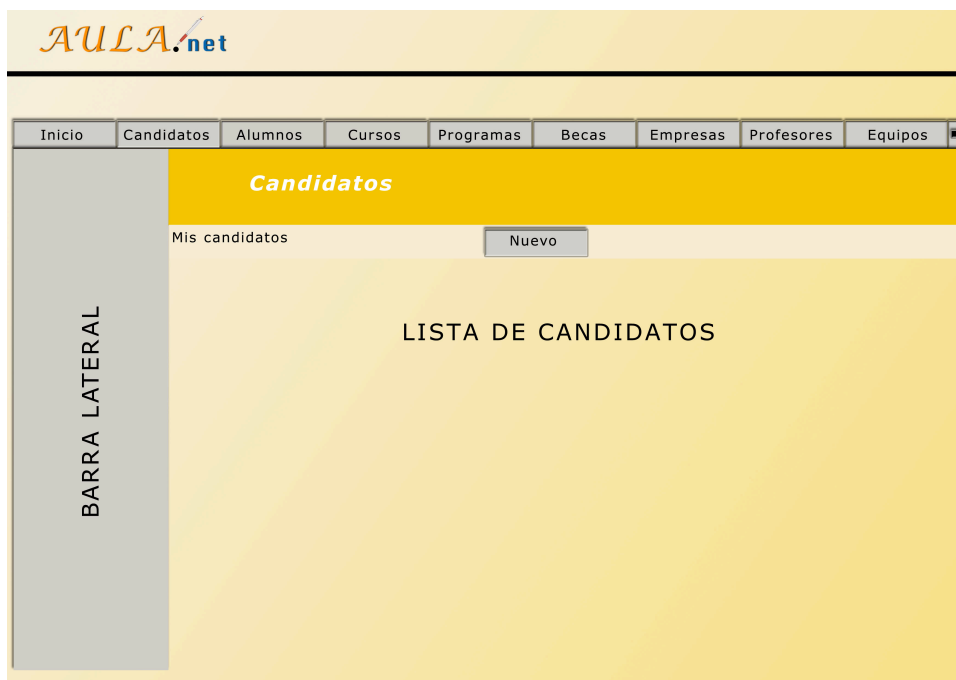 AULA.net
Inicio Candidatos Alumnos Cursos Programas Becas Empresas Profesores Equipos
Candidatos
Mis candidatos Nuevo
LISTA DE CANDIDATOS
BARRA LATERAL